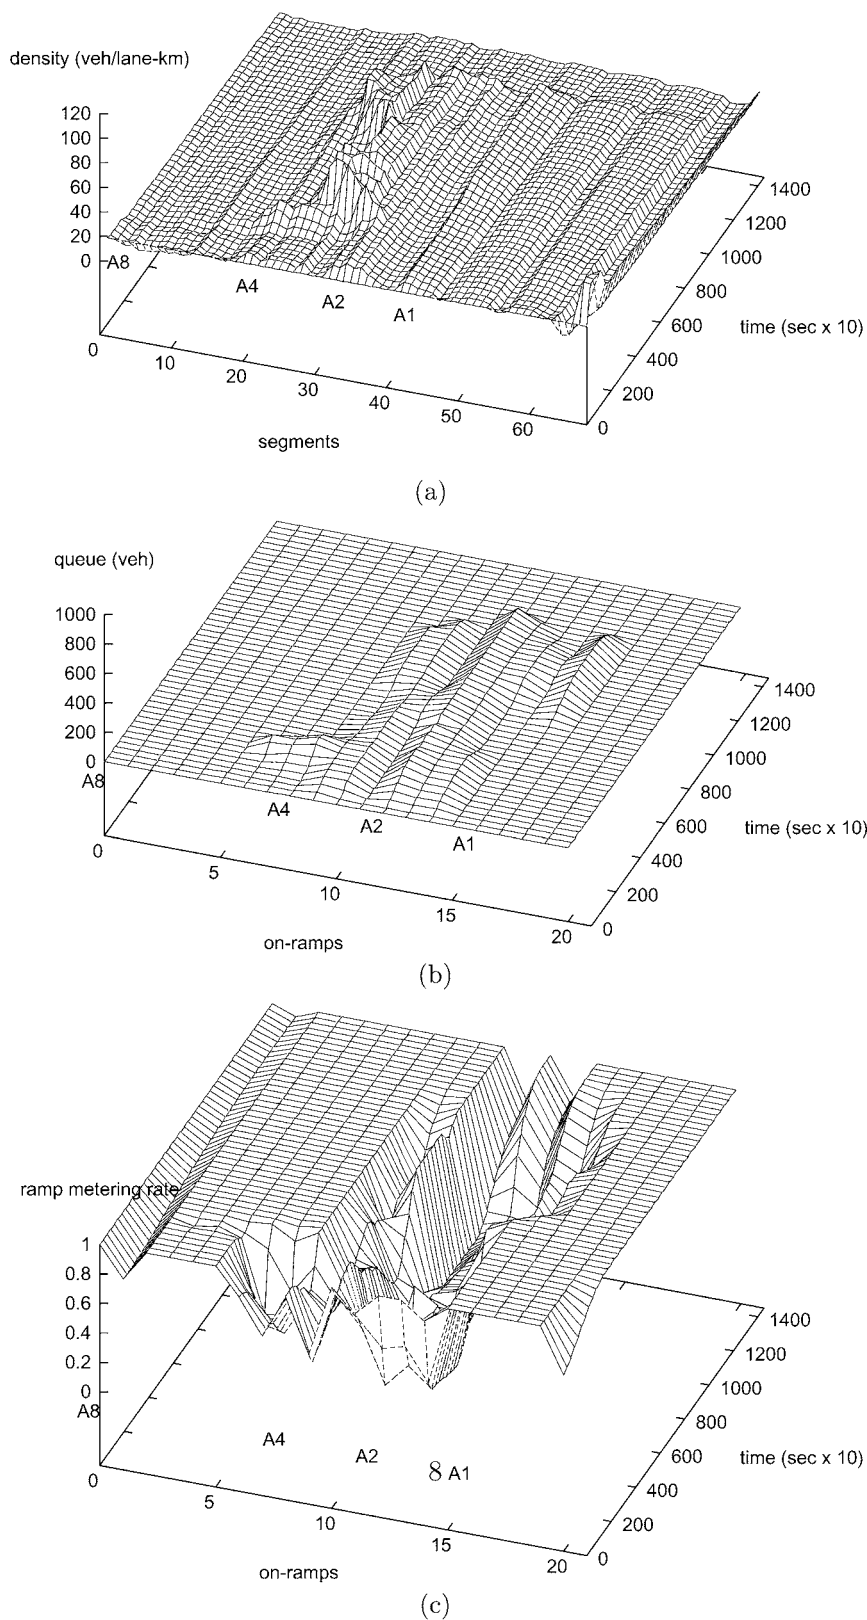 density (veh/lane-km)
120
100
80
60
40
20
0
A8
A4
A2
A1
0
10
20
30
40
50
60
segments
0
200
400
600
800
1000
1200
1400
time (sec x 10)
(a)
queue (veh)
1000
800
600
400
200
0
A8
A4
A2
A1
0
5
10
15
20
on-ramps
0
200
400
600
800
1000
1200
1400
time (sec x 10)
(b)
ramp metering rate
1
0.8
0.6
0.4
0.2
0
A8
A4
A2
8 A1
0
5
10
15
20
on-ramps
0
200
400
600
800
1000
1200
1400
time (sec x 10)
(c)